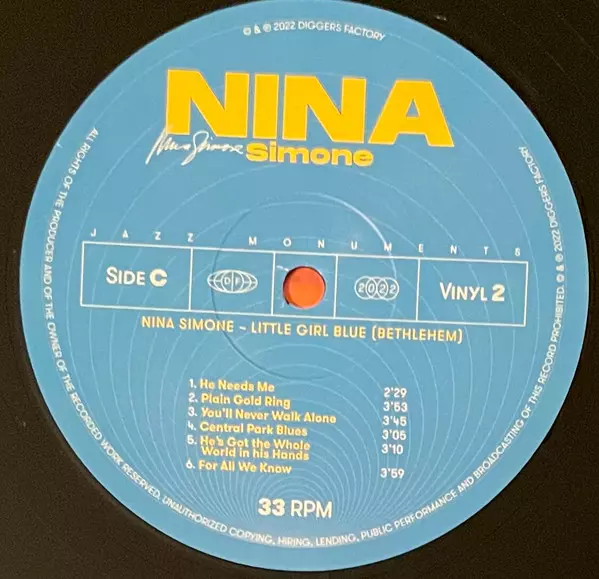 © & ℗ 2022 DIGGERS FACTORY
NINA
Nina Simone
Simone
JAZZ MONUMENTS
SIDE C
DF
2022
VINYL 2
NINA SIMONE ~ LITTLE GIRL BLUE (BETHLEHEM)
1. He Needs Me 2'29
2. Plain Gold Ring 3'53
3. You'll Never Walk Alone 3'45
4. Central Park Blues 3'05
5. He's Got the Whole 3'10
World in his Hands
6. For All We Know 3'59
33 RPM
ALL RIGHTS OF THE PRODUCER AND OF THE OWNER OF THE RECORDED WORK RESERVED. UNAUTHORIZED COPYING, HIRING, LENDING, PUBLIC PERFORMANCE AND BROADCASTING OF THIS RECORD PROHIBITED. © & ℗ 2022 DIGGERS FACTORY